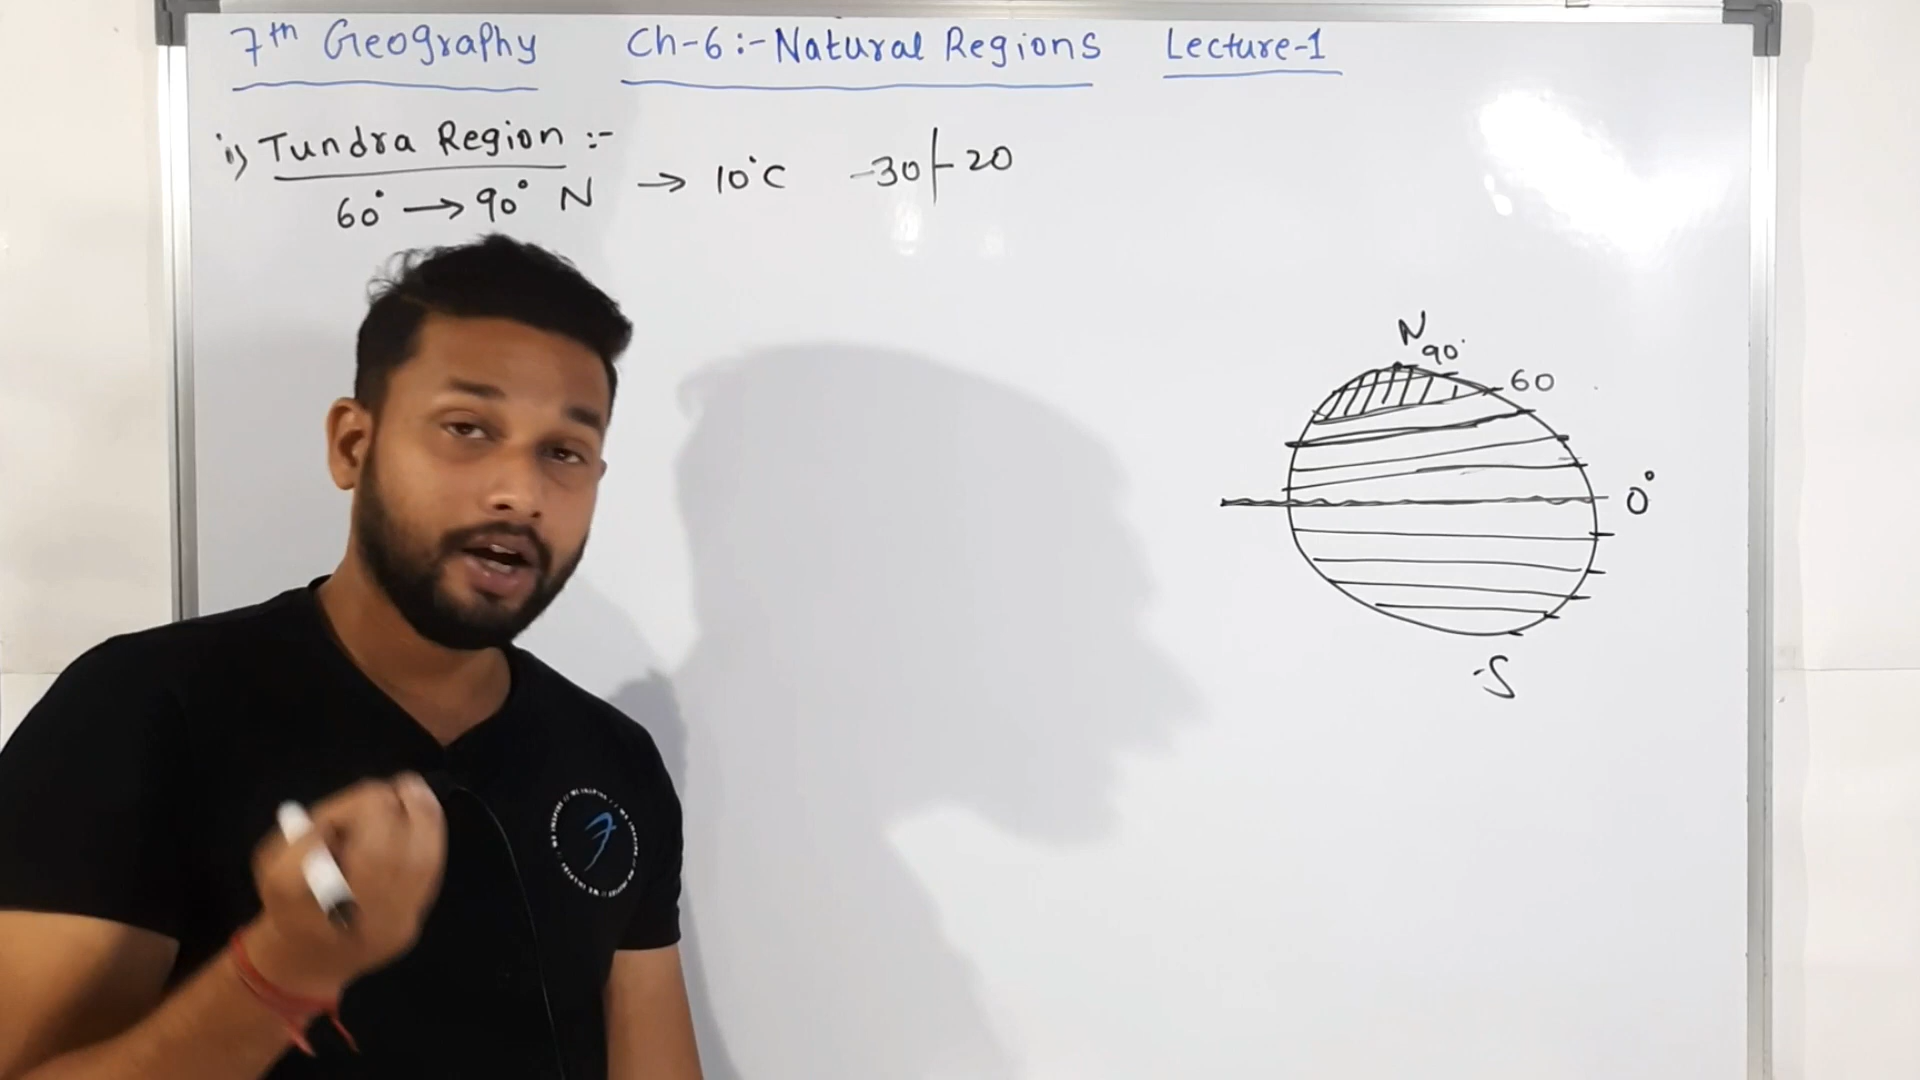 7th Geography Ch-6:- Natural Regions Lecture-1
i) Tundra Region :-
60° → 90° N → 10°C -30 -20
N
90°
60
0°
S